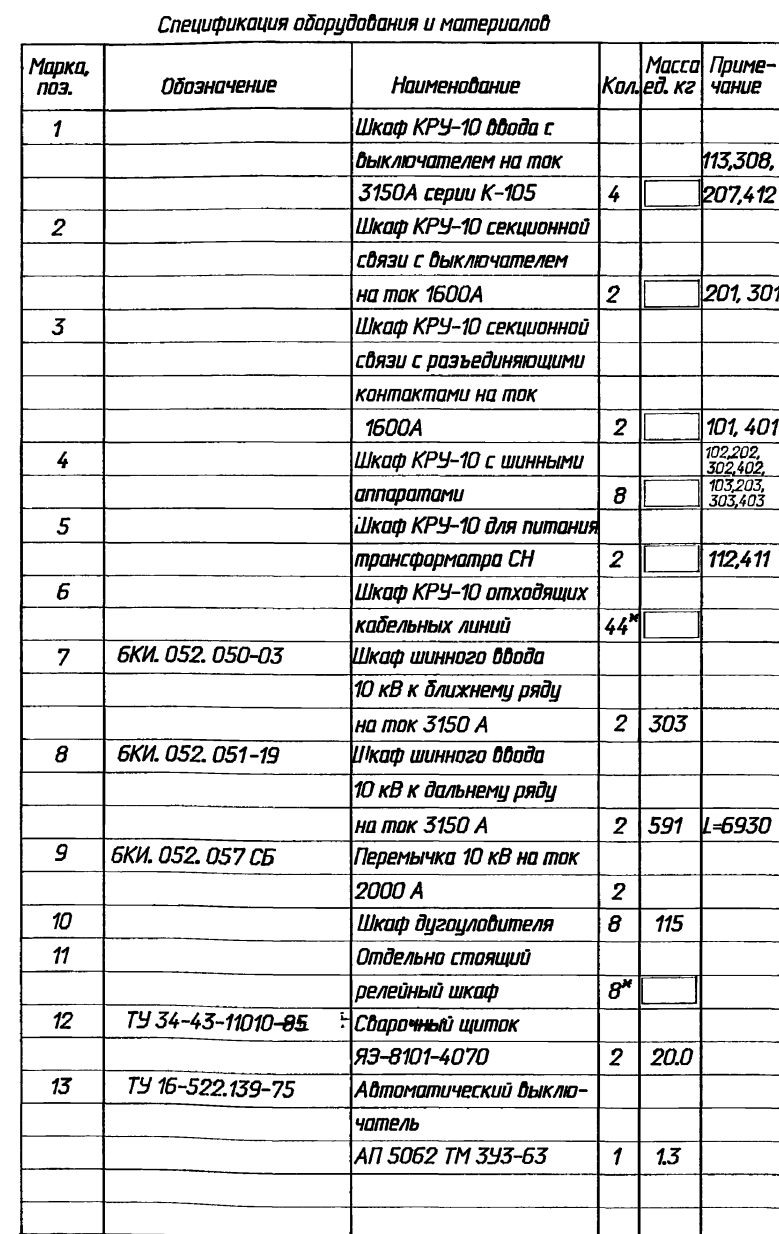 Спецификация оборудования и материалов
Марка, поз. Обозначение Наименование Кол. Масса ед. кг Приме-чание
1 Шкаф КРУ-10 ввода с
выключателем на ток 113,308,
3150А серии К-105 4 207,412
2 Шкаф КРУ-10 секционной
связи с выключателем
на ток 1600А 2 201, 301
3 Шкаф КРУ-10 секционной
связи с разъединяющими
контактами на ток
1600А 2 101, 401
4 Шкаф КРУ-10 с шинными 102,202, 302,402,
аппаратами 8 103,203, 303,403
5 Шкаф КРУ-10 для питания
трансформатра СН 2 112,411
6 Шкаф КРУ-10 отходящих
кабельных линий 44*
7 6КИ. 052. 050-03 Шкаф шинного ввода
10 кВ к ближнему ряду
на ток 3150 А 2 303
8 6КИ. 052. 051-19 Шкаф шинного ввода
10 кВ к дальнему ряду
на ток 3150 А 2 591 L=6930
9 6КИ. 052. 057 СБ Перемычка 10 кВ на ток
2000 А 2
10 Шкаф дугоуловителя 8 115
11 Отдельно стоящий
релейный шкаф 8*
12 ТУ 34-43-11010-85 Сварочный щиток
ЯЭ-8101-4070 2 20.0
13 ТУ 16-522.139-75 Автоматический выклю-
чатель
АП 5062 ТМ 3У3-63 1 1.3